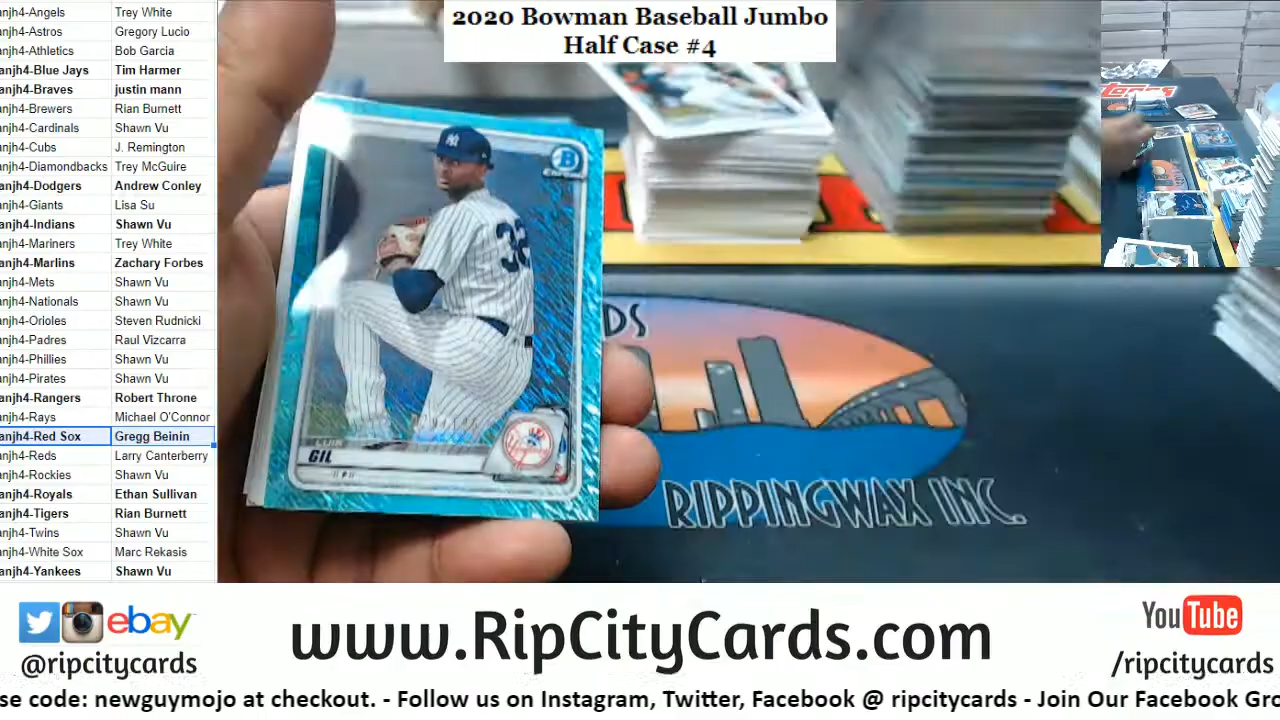 2020 Bowman Baseball Jumbo
Half Case #4
anjh4-Angels Trey White
anjh4-Astros Gregory Lucio
anjh4-Athletics Bob Garcia
anjh4-Blue Jays Tim Harmer
anjh4-Braves justin mann
anjh4-Brewers Rian Burnett
anjh4-Cardinals Shawn Vu
anjh4-Cubs J. Remington
anjh4-Diamondbacks Trey McGuire
anjh4-Dodgers Andrew Conley
anjh4-Giants Lisa Su
anjh4-Indians Shawn Vu
anjh4-Mariners Trey White
anjh4-Marlins Zachary Forbes
anjh4-Mets Shawn Vu
anjh4-Nationals Shawn Vu
anjh4-Orioles Steven Rudnicki
anjh4-Padres Raul Vizcarra
anjh4-Phillies Shawn Vu
anjh4-Pirates Shawn Vu
anjh4-Rangers Robert Throne
anjh4-Rays Michael O'Connor
anjh4-Red Sox Gregg Beinin
anjh4-Reds Larry Canterberry
anjh4-Rockies Shawn Vu
anjh4-Royals Ethan Sullivan
anjh4-Tigers Rian Burnett
anjh4-Twins Shawn Vu
anjh4-White Sox Marc Rekasis
anjh4-Yankees Shawn Vu
B
Chrome
NY
32
LUIS
GIL
DS
RIPPINGWAX INC.
ebay
@ripcitycards
www.RipCityCards.com
YouTube
/ripcitycards
se code: newguymojo at checkout. - Follow us on Instagram, Twitter, Facebook @ ripcitycards - Join Our Facebook Gro